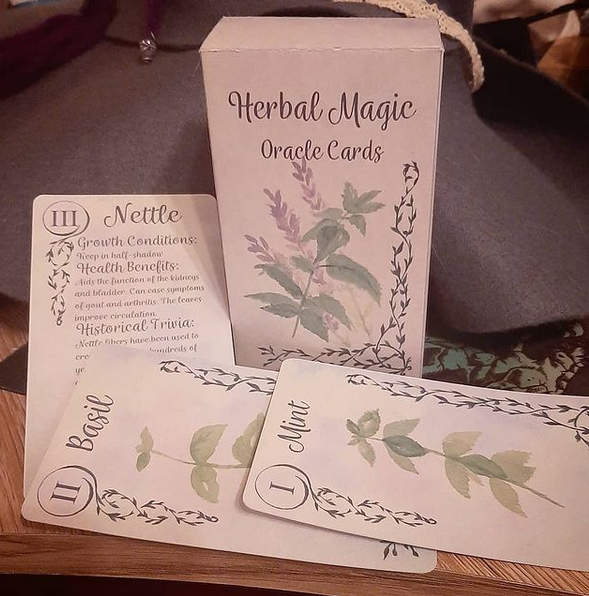 Herbal Magic
Oracle Cards
III
Nettle
Growth Conditions:
Keep in half-shadow
Health Benefits:
Aids the function of the kidneys
and bladder. Can ease symptoms
of gout and arthritis. The leaves
improve circulation.
Historical Trivia:
Nettle fibers have been used to
hundreds of
II
Basil
I
Mint